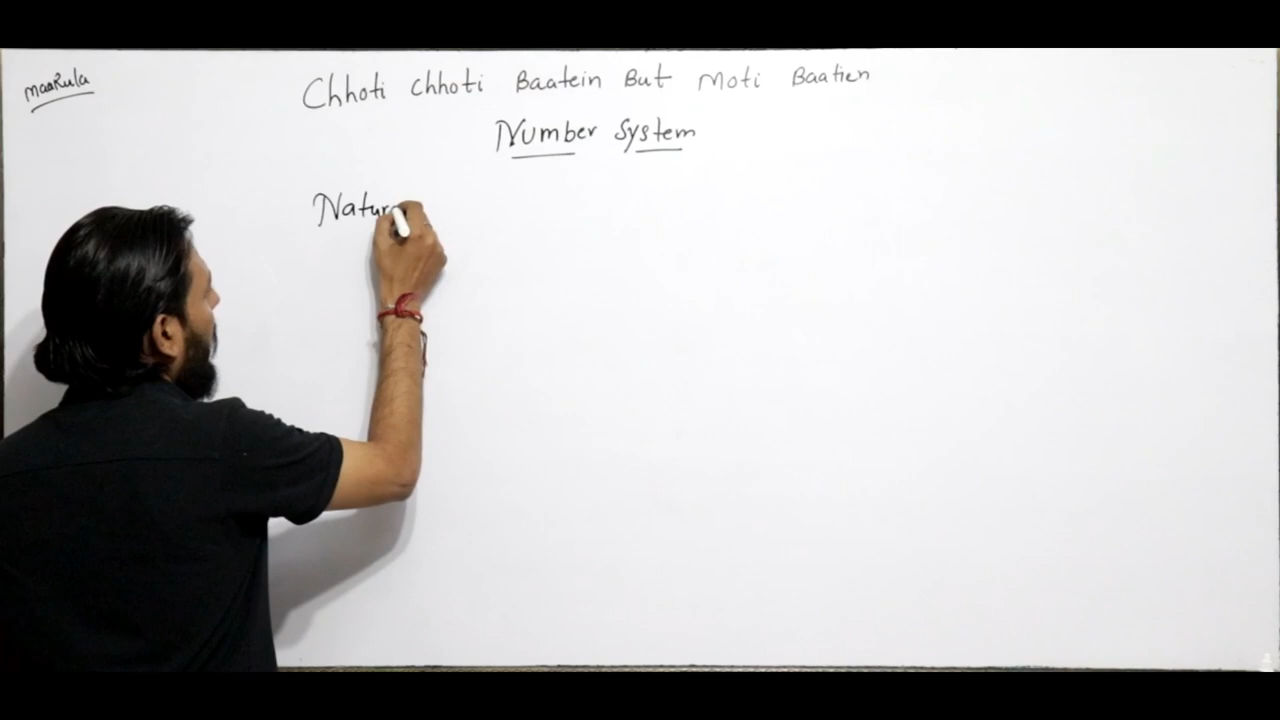 maaRula
Chhoti Chhoti Baatein But Moti Baatien
Number System
Natur